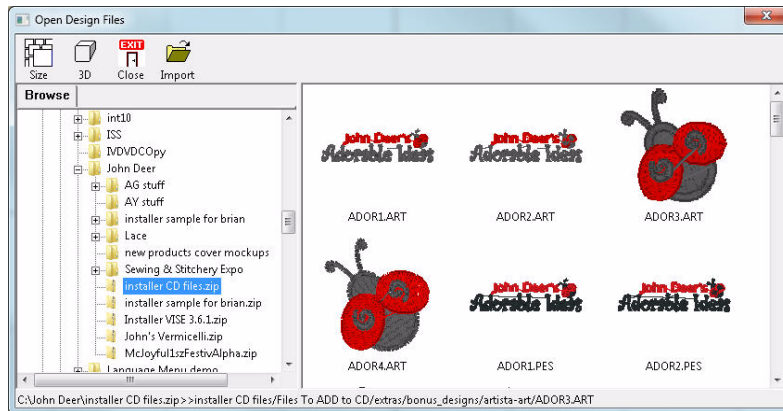 Open Design Files
Size
3D
EXIT
Close
Import
Browse
int10
ISS
IVDVDCOpy
John Deer
AG stuff
AY stuff
installer sample for brian
Lace
new products cover mockups
Sewing & Stitchery Expo
installer CD files.zip
installer sample for brian.zip
Installer VISE 3.6.1.zip
John's Vermicelli.zip
McJoyful1szFestivAlpha.zip
Language Menu demo
John Deer's
Adorable Ideas
John Deer's
Adorable Ideas
ADOR1.ART
ADOR2.ART
ADOR3.ART
John Deer's
Adorable Ideas
John Deer's
Adorable Ideas
ADOR4.ART
ADOR1.PES
ADOR2.PES
C:\John Deer\installer CD files.zip>>installer CD files/Files To ADD to CD/extras/bonus_designs/artista-art/ADOR3.ART